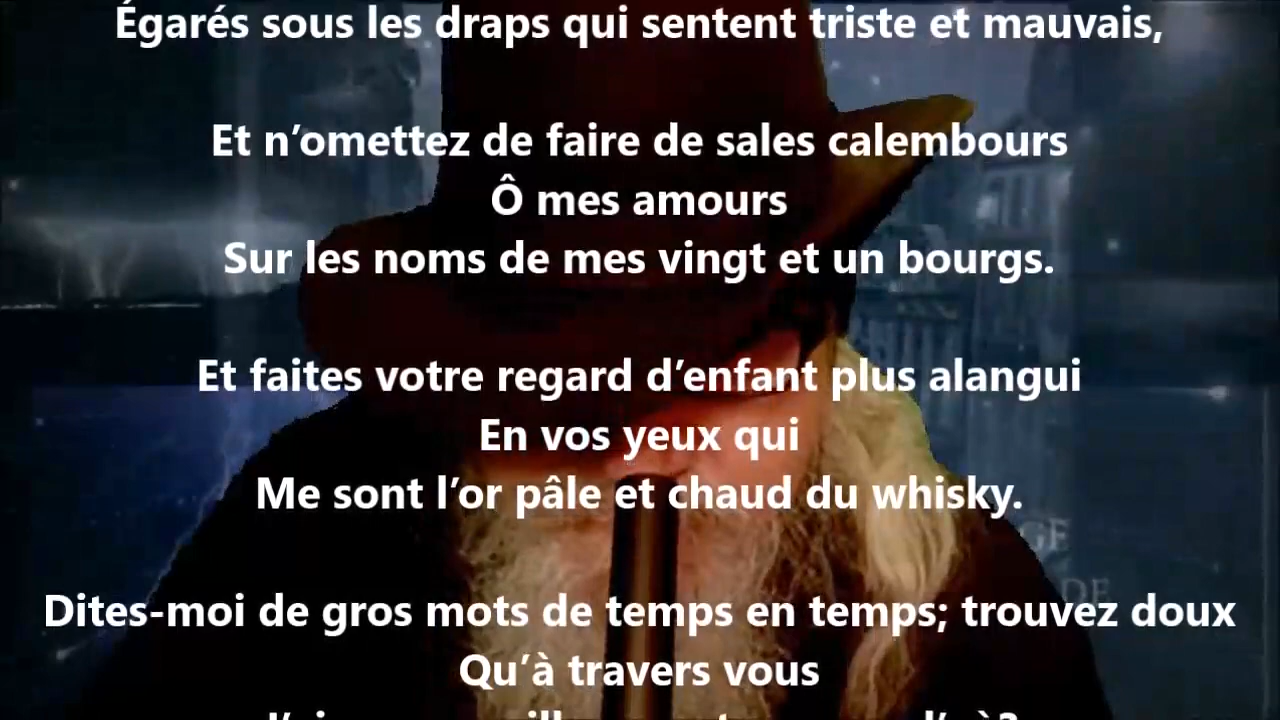 Égarés sous les draps qui sentent triste et mauvais,
Et n’omettez de faire de sales calembours
Ô mes amours
Sur les noms de mes vingt et un bourgs.
Et faites votre regard d’enfant plus alangui
En vos yeux qui
Me sont l’or pâle et chaud du whisky.
GE
DE
Dites-moi de gros mots de temps en temps; trouvez doux
Qu’à travers vous